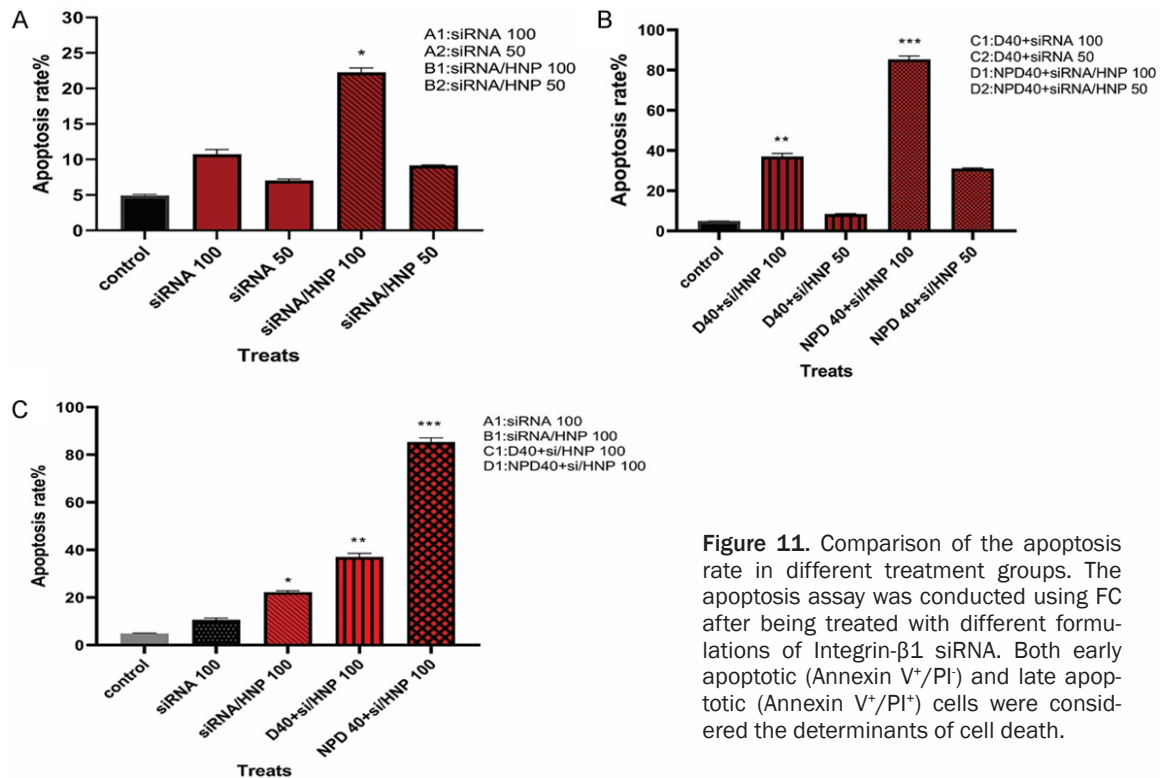 A
Apoptosis rate%
30
25
20
15
10
5
0
*
A1:siRNA 100
A2:siRNA 50
B1:siRNA/HNP 100
B2:siRNA/HNP 50
control
siRNA 100
siRNA 50
siRNA/HNP 100
siRNA/HNP 50
Treats
B
Apoptosis rate%
100
80
60
40
20
0
**
***
C1:D40+siRNA 100
C2:D40+siRNA 50
D1:NPD40+siRNA/HNP 100
D2:NPD40+siRNA/HNP 50
control
D40+si/HNP 100
D40+si/HNP 50
NPD 40+si/HNP 100
NPD 40+si/HNP 50
Treats
C
Apoptosis rate%
100
80
60
40
20
0
*
**
***
A1:siRNA 100
B1:siRNA/HNP 100
C1:D40+si/HNP 100
D1:NPD40+si/HNP 100
control
siRNA 100
siRNA/HNP 100
D40+si/HNP 100
NPD 40+si/HNP 100
Treats
Figure 11. Comparison of the apoptosis
rate in different treatment groups. The
apoptosis assay was conducted using FC
after being treated with different formu-
lations of Integrin-β1 siRNA. Both early
apoptotic (Annexin V⁺/PI⁻) and late apop-
totic (Annexin V⁺/PI⁺) cells were consid-
ered the determinants of cell death.